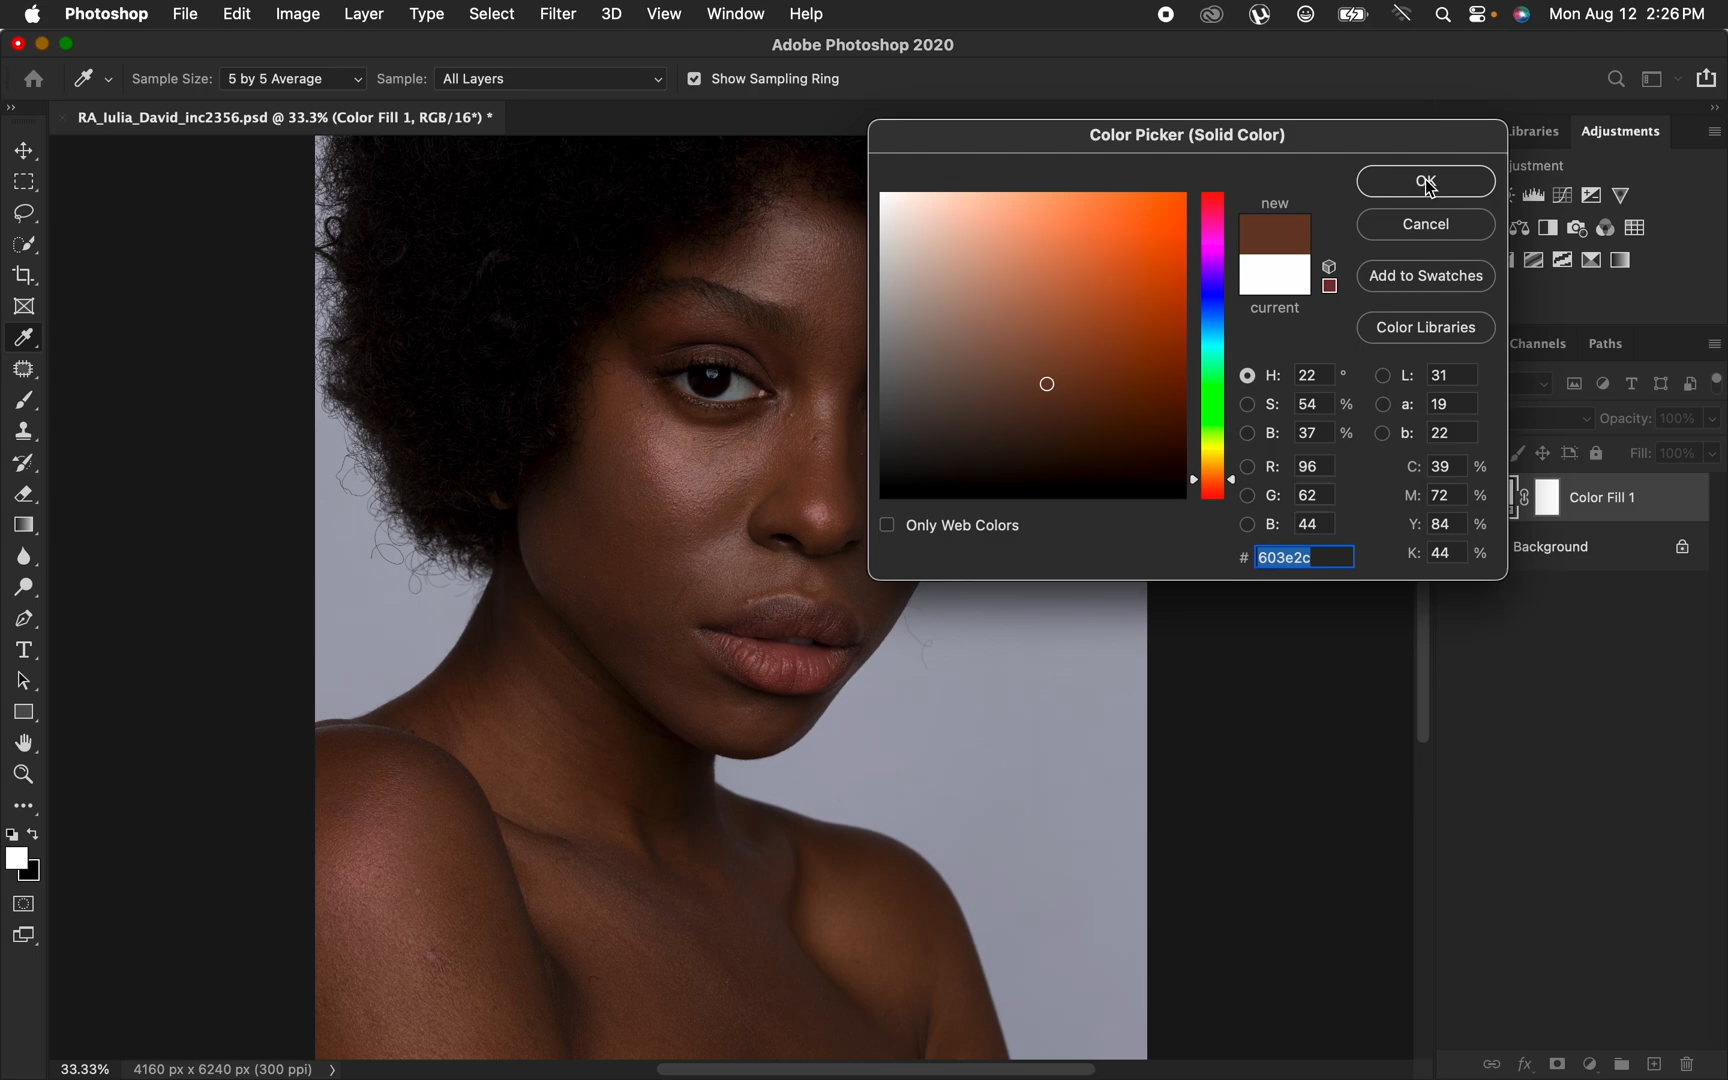 Photoshop File Edit Image Layer Type Select Filter 3D View Window Help Mon Aug 12 2:26 PM
Adobe Photoshop 2020
Sample Size: 5 by 5 Average Sample: All Layers Show Sampling Ring
RA_Iulia_David_inc2356.psd @ 33.3% (Color Fill 1, RGB/16*) *
Color Picker (Solid Color)
ibraries Adjustments
justment
new
OK
Cancel
Add to Swatches
current
Color Libraries
Channels Paths
H: 22 ° L: 31
S: 54 % a: 19
B: 37 % b: 22
R: 96 C: 39 %
G: 62 M: 72 %
B: 44 Y: 84 %
# 603e2c K: 44 %
Only Web Colors
Opacity: 100%
Fill: 100%
Color Fill 1
Background
fx
33.33% 4160 px x 6240 px (300 ppi)